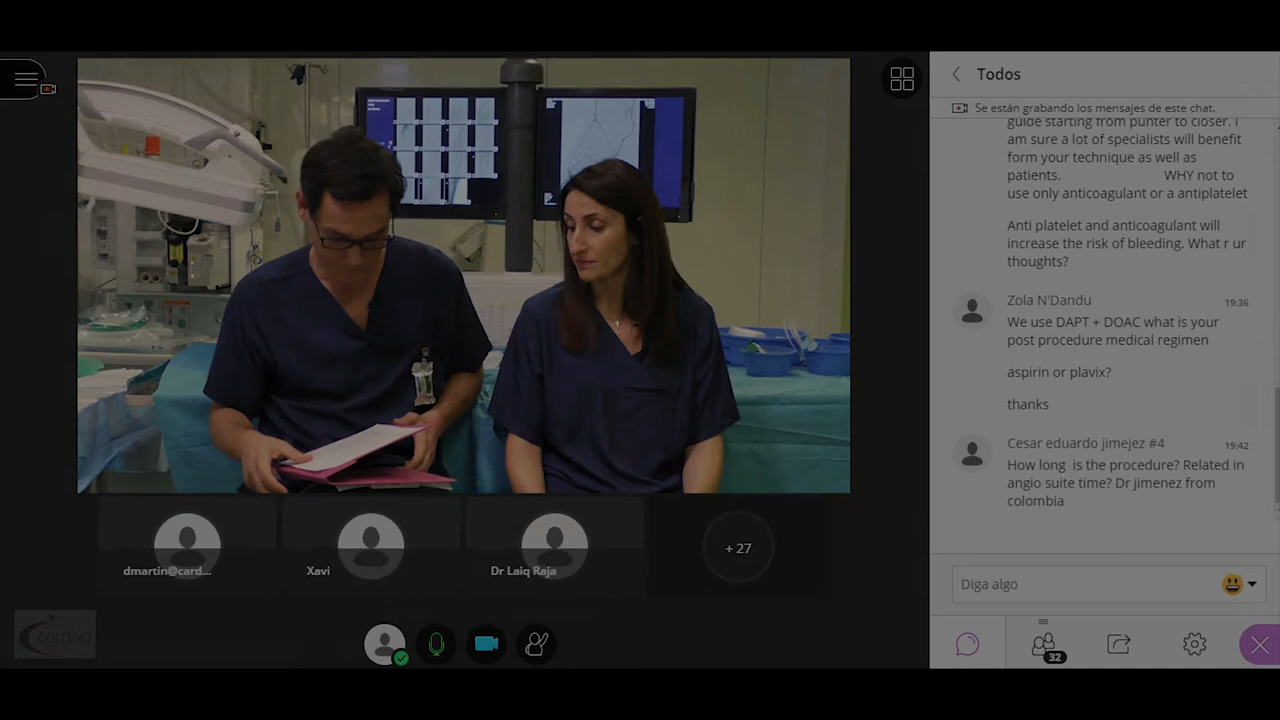 Todos
Se están grabando los mensajes de este chat.
guide starting from punter to closer. I
am sure a lot of specialists will benefit
form your technique as well as
patients. WHY not to
use only anticoagulant or a antiplatelet
Anti platelet and anticoagulant will
increase the risk of bleeding. What r ur
thoughts?
Zola N'Dandu 19:36
We use DAPT + DOAC what is your
post procedure medical regimen
aspirin or plavix?
thanks
Cesar eduardo jimejez #4 19:42
How long is the procedure? Related in
angio suite time? Dr jimenez from
colombia
dmartin@card...
Xavi
Dr Laiq Raja
+ 27
Diga algo
cardiva
32